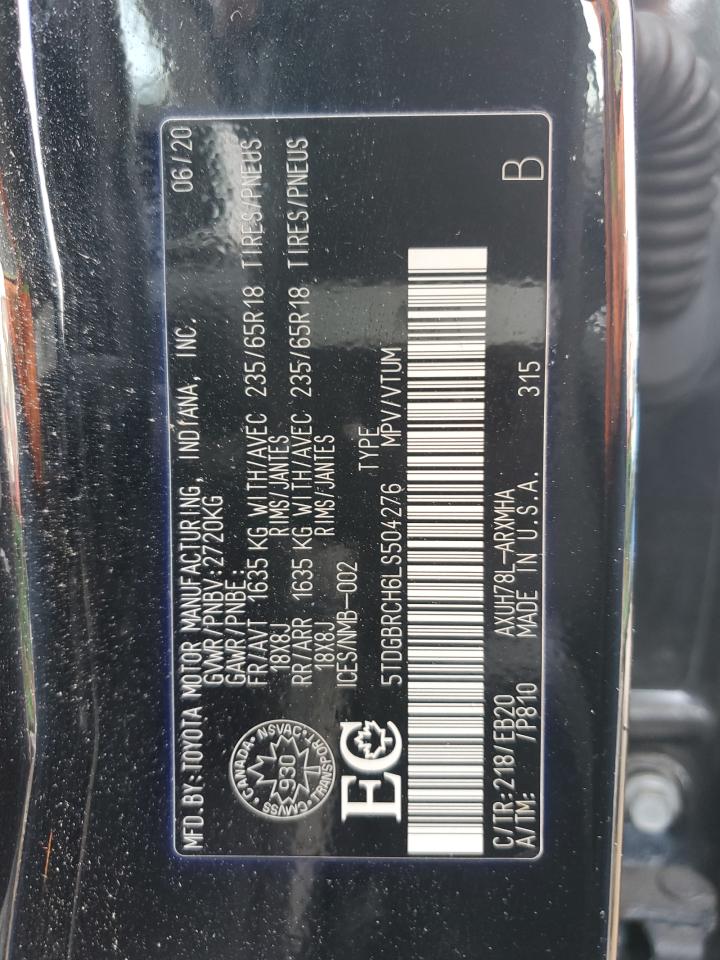 MFD. BY: TOYOTA MOTOR MANUFACTURING, INDIANA, INC. 06/20
GVWR/PNBV: 2720KG
GAWR/PNBE:
FR/AVT 1635 KG WITH/AVEC 235/65R18 TIRES/PNEUS
18X8J RIMS/JANTES
RR/ARR 1635 KG WITH/AVEC 235/65R18 TIRES/PNEUS
18X8J RIMS/JANTES
ICES/NMB-002
CANADA · NSVAC · TRANSPORT · CMVSS
930
EC
TYPE
5TDGBRCH6LS504276 MPV/VTUM
C/TR: 218/EB20 AXUH78L-ARXMHA 315 B
A/TM: /P810 MADE IN U.S.A.